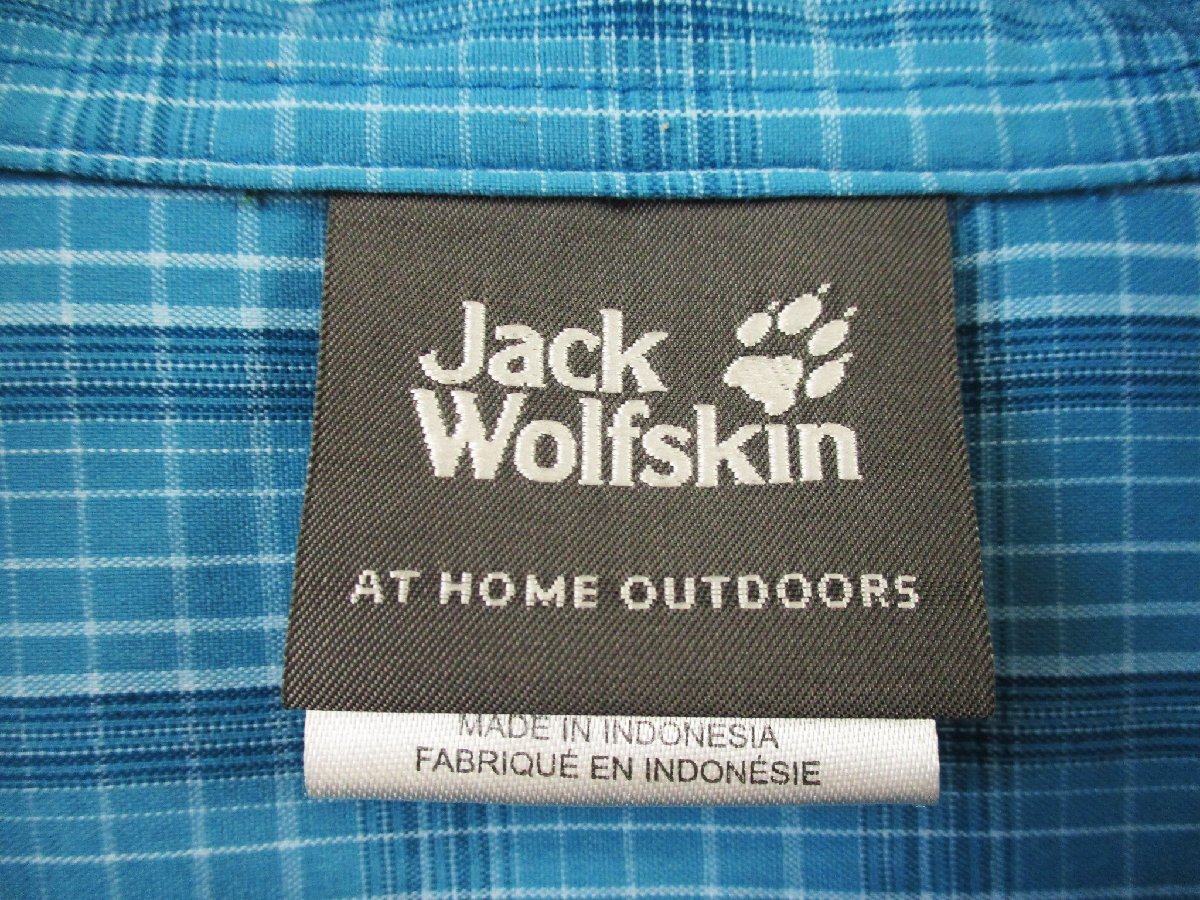 Jack
Wolfskin
AT HOME OUTDOORS
MADE IN INDONESIA
FABRIQUÉ EN INDONÉSIE